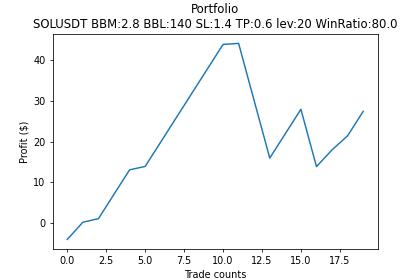 Portfolio
SOLUSDT BBM:2.8 BBL:140 SL:1.4 TP:0.6 lev:20 WinRatio:80.0
40
30
20
10
0
Profit ($)
0.0 2.5 5.0 7.5 10.0 12.5 15.0 17.5
Trade counts